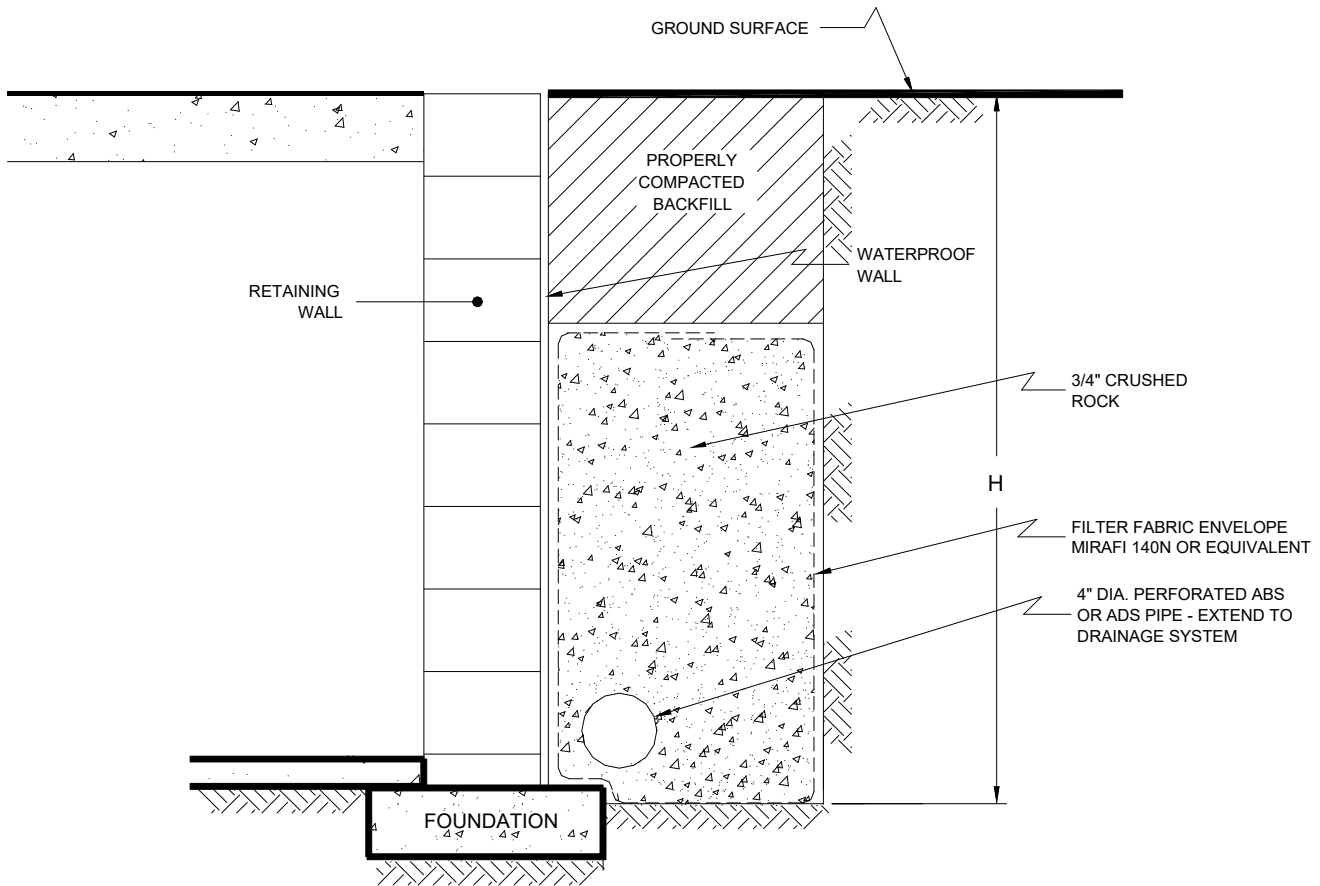 GROUND SURFACE
PROPERLY
COMPACTED
BACKFILL
WATERPROOF
WALL
RETAINING
WALL
3/4" CRUSHED
ROCK
H
FILTER FABRIC ENVELOPE
MIRAFI 140N OR EQUIVALENT
4" DIA. PERFORATED ABS
OR ADS PIPE - EXTEND TO
DRAINAGE SYSTEM
FOUNDATION